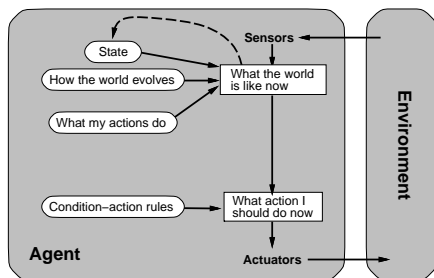 Sensors
State
How the world evolves
What the world
is like now
What my actions do
Environment
Condition–action rules
What action I
should do now
Agent
Actuators